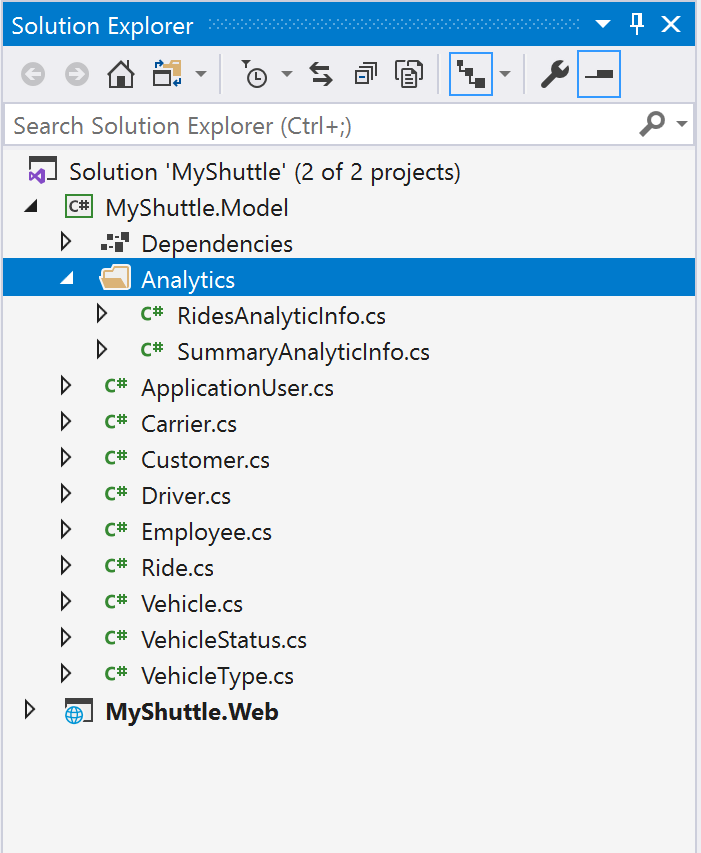 Solution Explorer
Search Solution Explorer (Ctrl+;)
Solution 'MyShuttle' (2 of 2 projects)
C# MyShuttle.Model
Dependencies
Analytics
C# RidesAnalyticInfo.cs
C# SummaryAnalyticInfo.cs
C# ApplicationUser.cs
C# Carrier.cs
C# Customer.cs
C# Driver.cs
C# Employee.cs
C# Ride.cs
C# Vehicle.cs
C# VehicleStatus.cs
C# VehicleType.cs
MyShuttle.Web